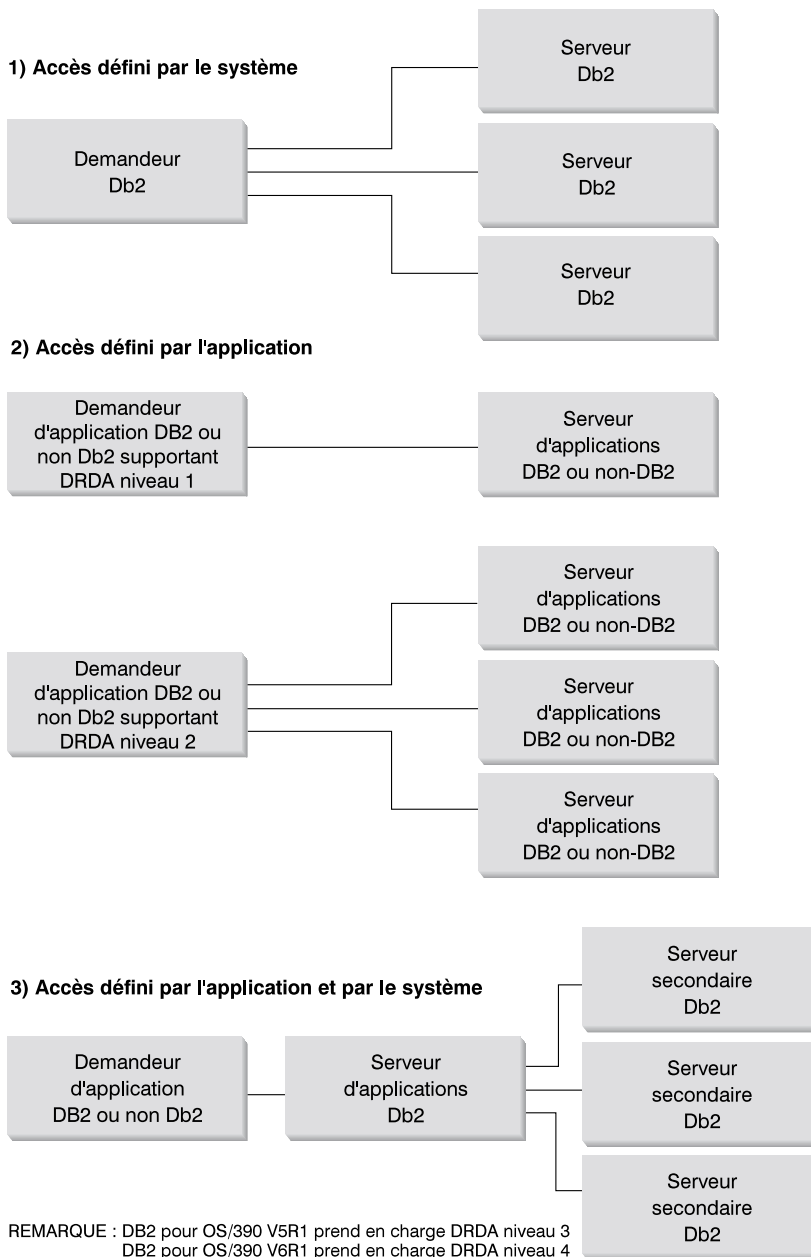 1) Accès défini par le système
Serveur
Db2
Demandeur
Db2
Serveur
Db2
Serveur
Db2
2) Accès défini par l'application
Demandeur
d'application DB2 ou
non Db2 supportant
DRDA niveau 1
Serveur
d'applications
DB2 ou non-DB2
Serveur
d'applications
DB2 ou non-DB2
Demandeur
d'application DB2 ou
non Db2 supportant
DRDA niveau 2
Serveur
d'applications
DB2 ou non-DB2
Serveur
d'applications
DB2 ou non-DB2
3) Accès défini par l'application et par le système
Serveur
secondaire
Db2
Demandeur
d'application
DB2 ou non Db2
Serveur
d'applications
Db2
Serveur
secondaire
Db2
Serveur
secondaire
Db2
REMARQUE : DB2 pour OS/390 V5R1 prend en charge DRDA niveau 3
DB2 pour OS/390 V6R1 prend en charge DRDA niveau 4